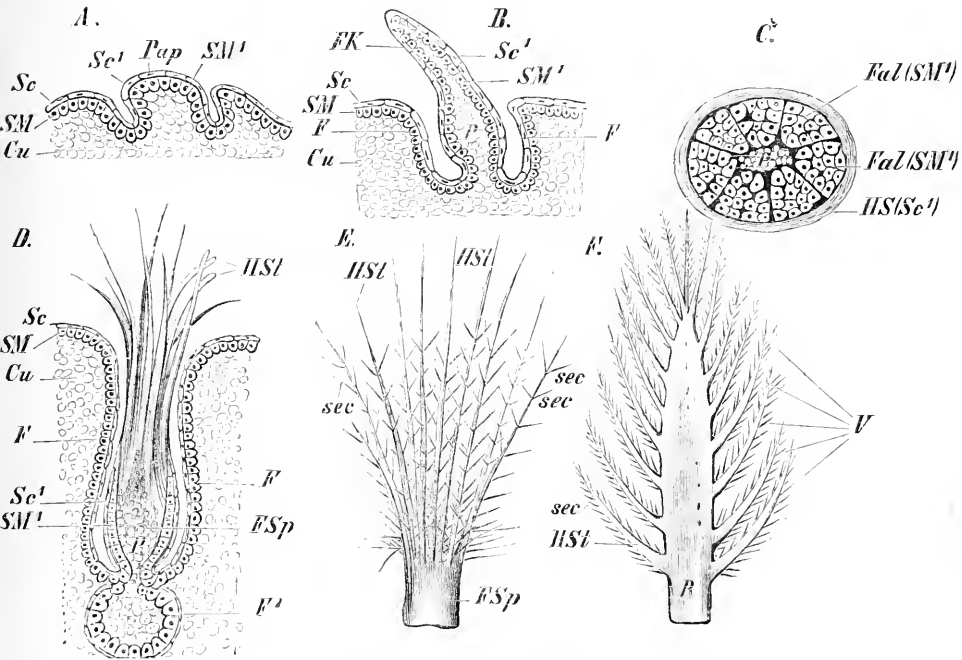 A.
Sc¹
Pap
SM¹
Sc
SM
Cu
B.
FK
Sc¹
SM¹
Sc
SM
F
P
F
Cu
C.
Fal (SM¹)
P
Fal (SM¹)
HS (Sc¹)
D.
HSt
Sc
SM
Cu
F
F
Sc¹
SM¹
FSp
P
F¹
E.
HSt
HSt
sec
sec
sec
FSp
F.
V
sec
HSt
R